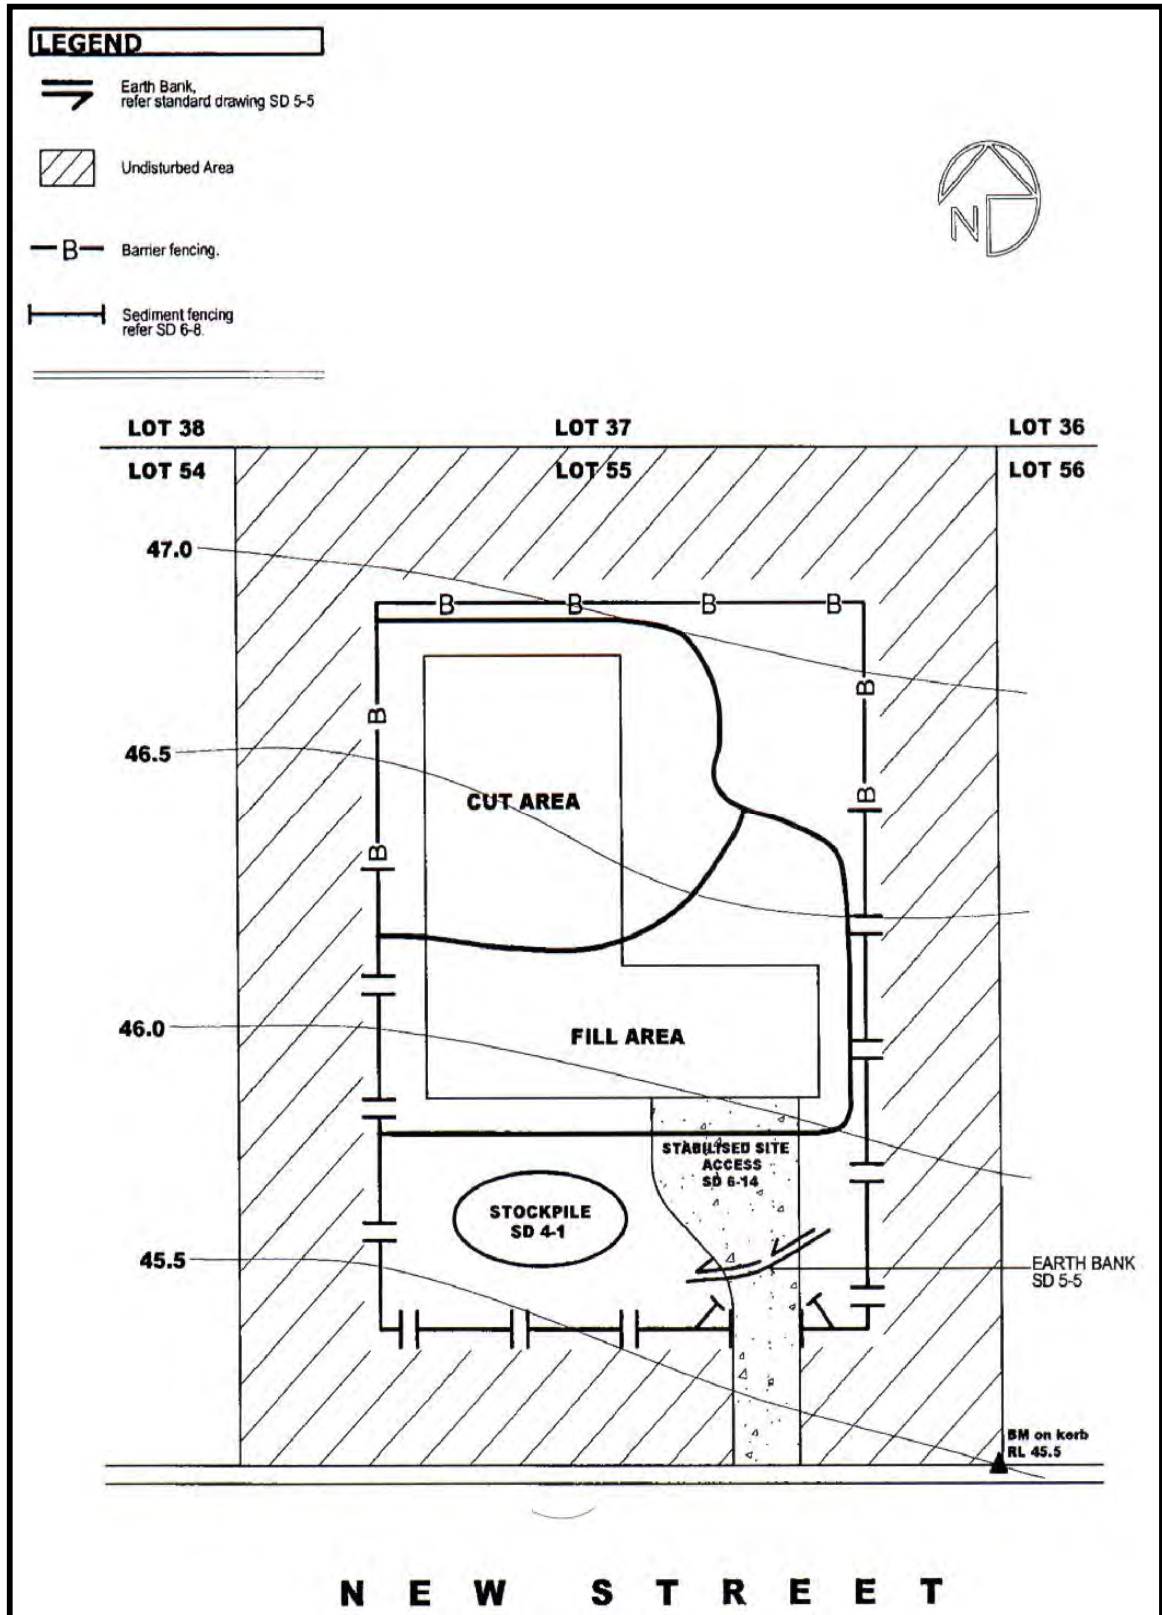 LEGEND
Earth Bank,
refer standard drawing SD 5-5
Undisturbed Area
B
Barrier fencing.
Sediment fencing
refer SD 6-8.
N
LOT 38
LOT 37
LOT 36
LOT 54
LOT 55
LOT 56
47.0
B
B
B
B
B
B
46.5
CUT AREA
B
B
46.0
FILL AREA
STABILISED SITE
ACCESS
SD 6-14
STOCKPILE
SD 4-1
45.5
EARTH BANK
SD 5-5
BM on kerb
RL 45.5
NEW STREET